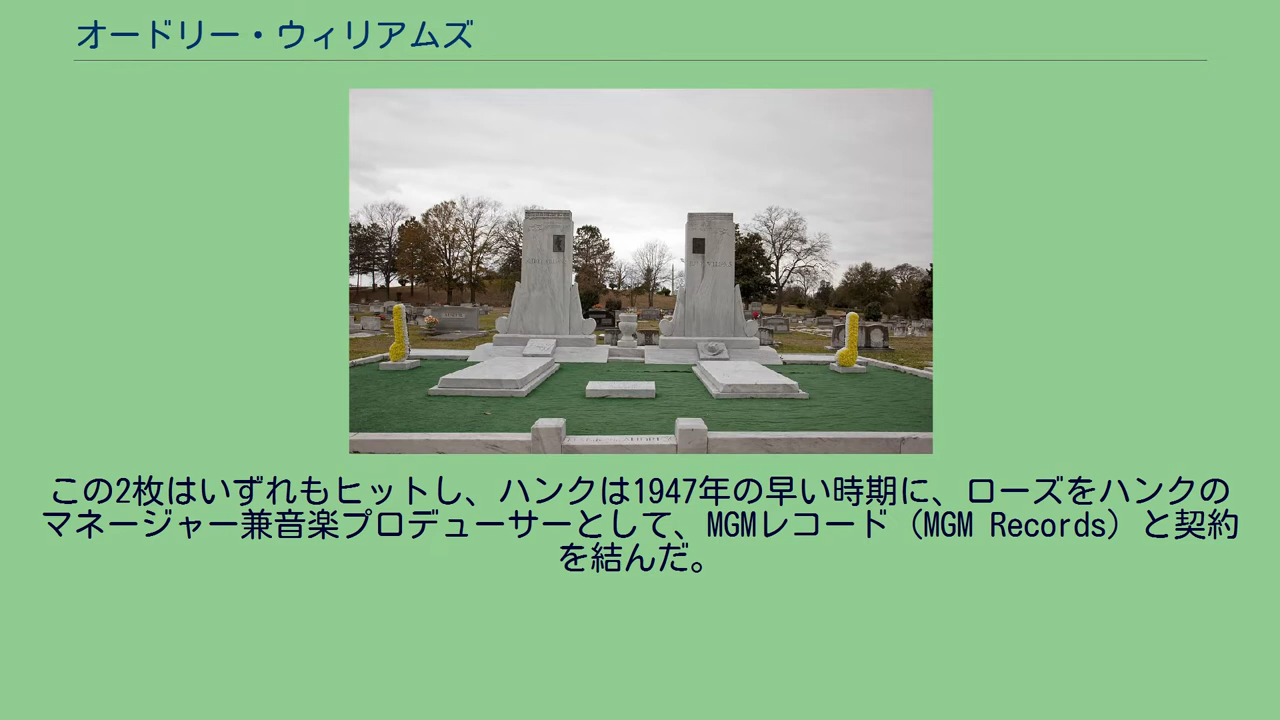 オードリー・ウィリアムズ
この2枚はいずれもヒットし、ハンクは1947年の早い時期に、ローズをハンクの
マネージャー兼音楽プロデューサーとして、MGMレコード（MGM Records）と契約
を結んだ。